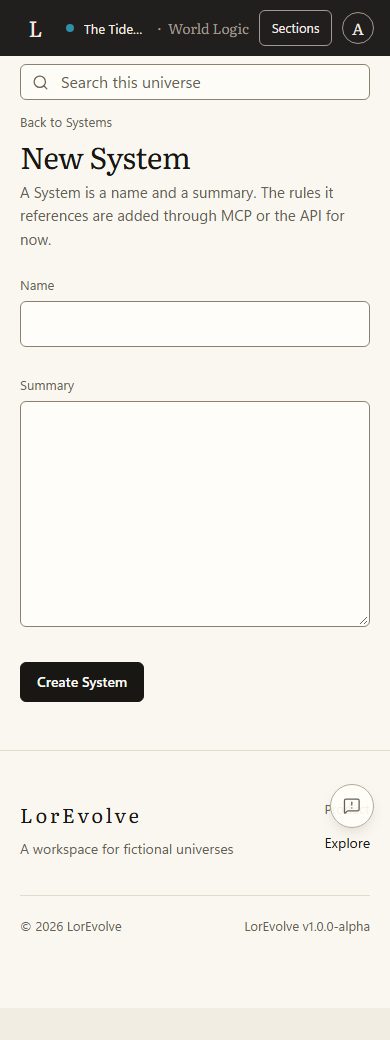 L
The Tide...
· World Logic
Sections
A
Search this universe
Back to Systems
New System
A System is a name and a summary. The rules it
references are added through MCP or the API for
now.
Name
Summary
Create System
LorEvolve
A workspace for fictional universes
Explore
© 2026 LorEvolve
LorEvolve v1.0.0-alpha